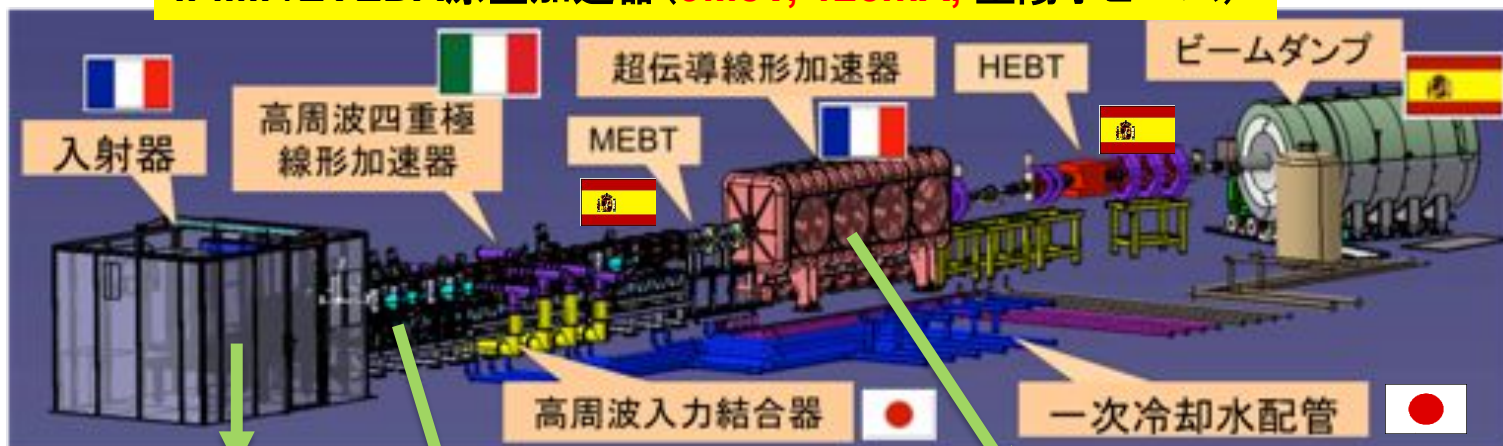 入射器
高周波四重極
線形加速器
MEBT
超伝導線形加速器
HEBT
ビームダンプ
高周波入力結合器
一次冷却水配管